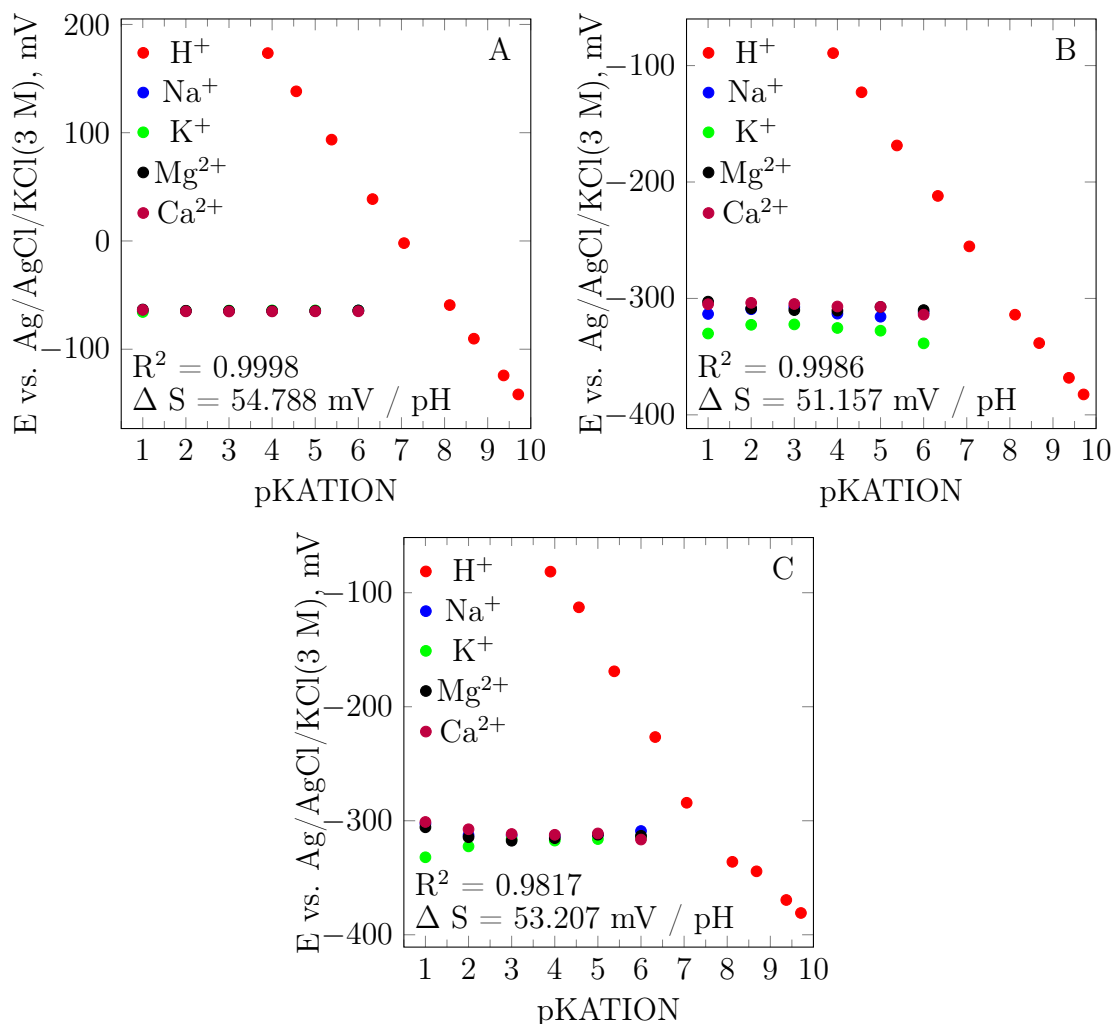 E vs. Ag/AgCl/KCl(3 M), mV
200
100
0
−100
A
H⁺
Na⁺
K⁺
Mg²⁺
Ca²⁺
R² = 0.9998
Δ S = 54.788 mV / pH
1 2 3 4 5 6 7 8 9 10
pKATION
E vs. Ag/AgCl/KCl(3 M), mV
−100
−200
−300
−400
B
H⁺
Na⁺
K⁺
Mg²⁺
Ca²⁺
R² = 0.9986
Δ S = 51.157 mV / pH
1 2 3 4 5 6 7 8 9 10
pKATION
E vs. Ag/AgCl/KCl(3 M), mV
−100
−200
−300
−400
C
H⁺
Na⁺
K⁺
Mg²⁺
Ca²⁺
R² = 0.9817
Δ S = 53.207 mV / pH
1 2 3 4 5 6 7 8 9 10
pKATION